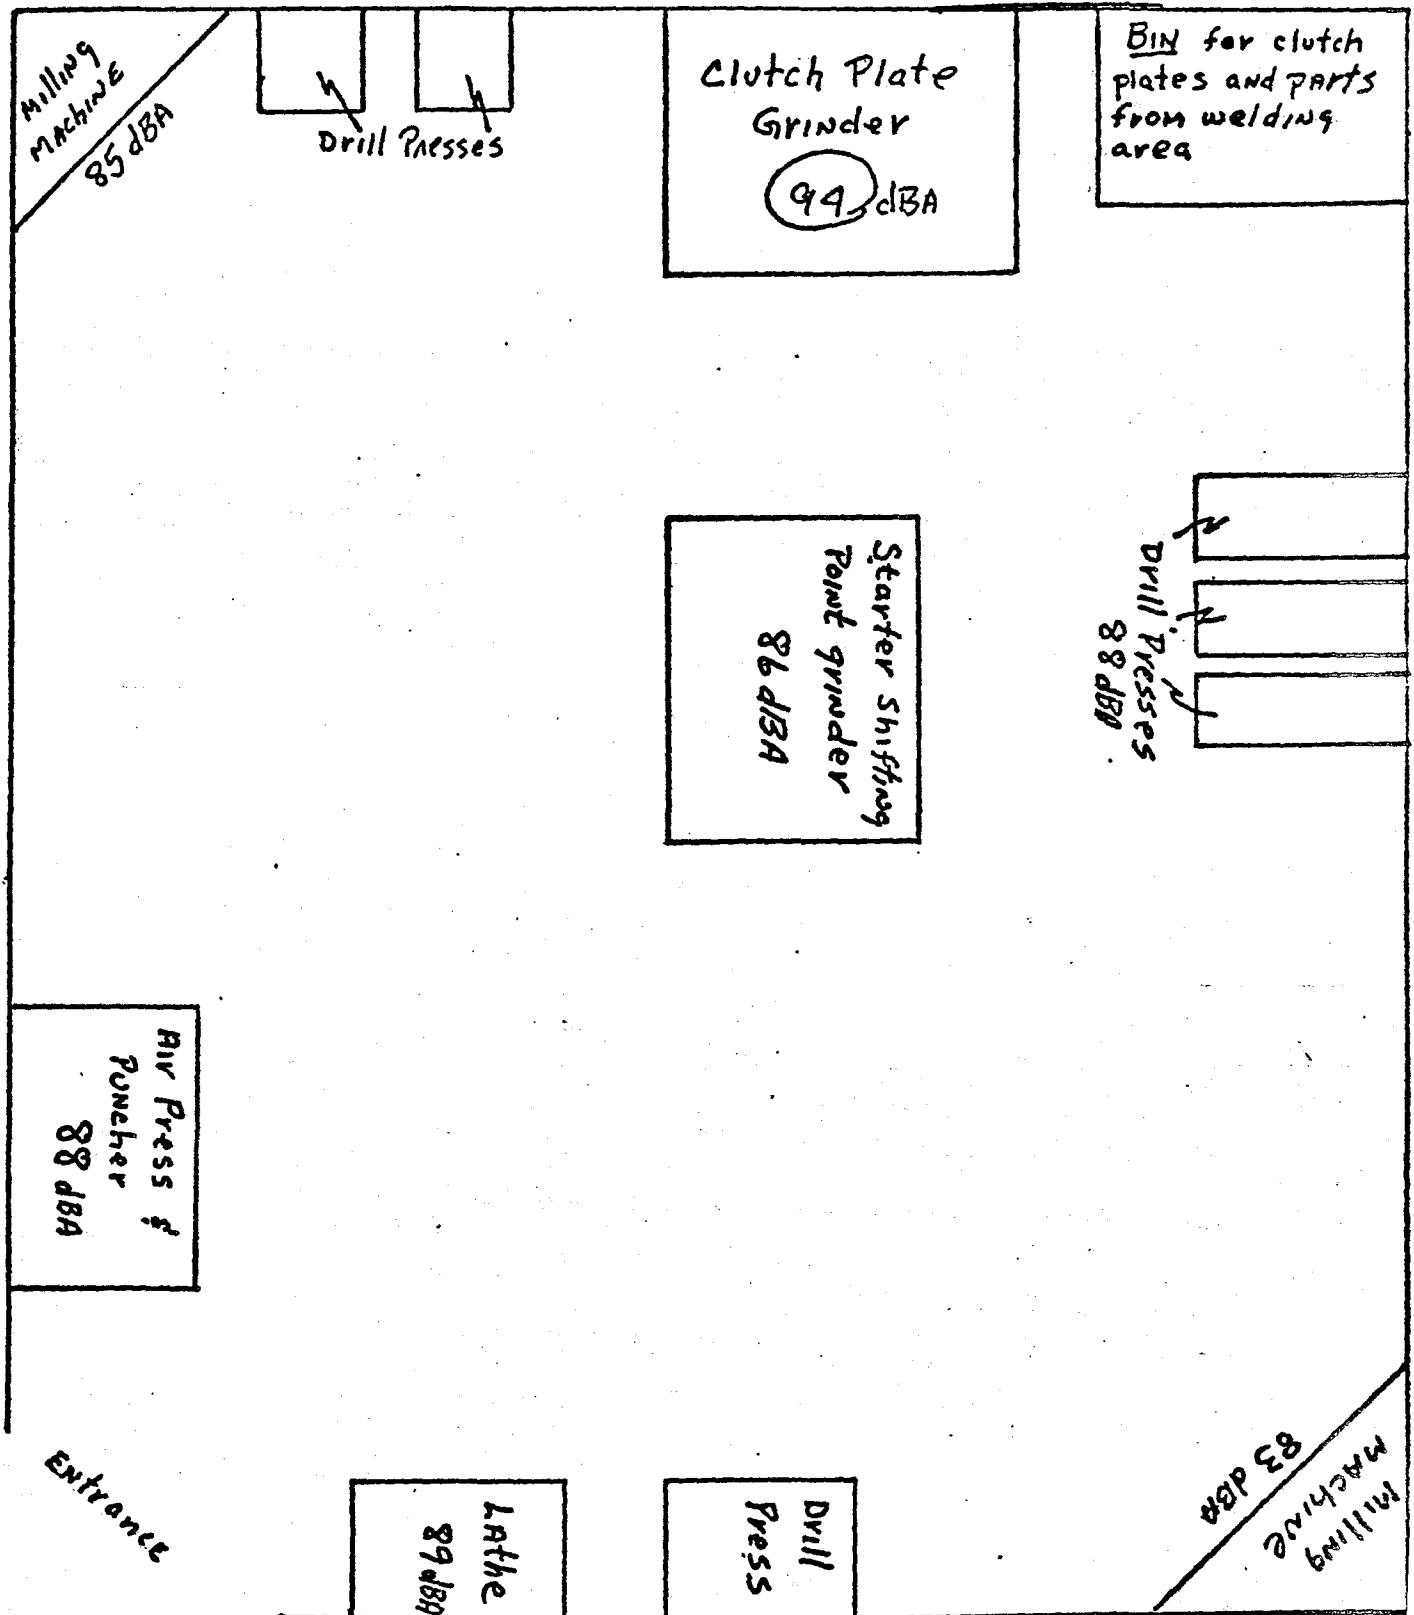 Milling
Machine
85 dBA
Drill Presses
Clutch Plate
Grinder
94 dBA
BIN for clutch
plates and parts
from welding
area
Starter Shifting
Point grinder
86 dBA
Drill Presses
88 dBA
Air Press &
Puncher
88 dBA
Entrance
Lathe
89 dBA
Drill
Press
Milling
Machine
83 dBA